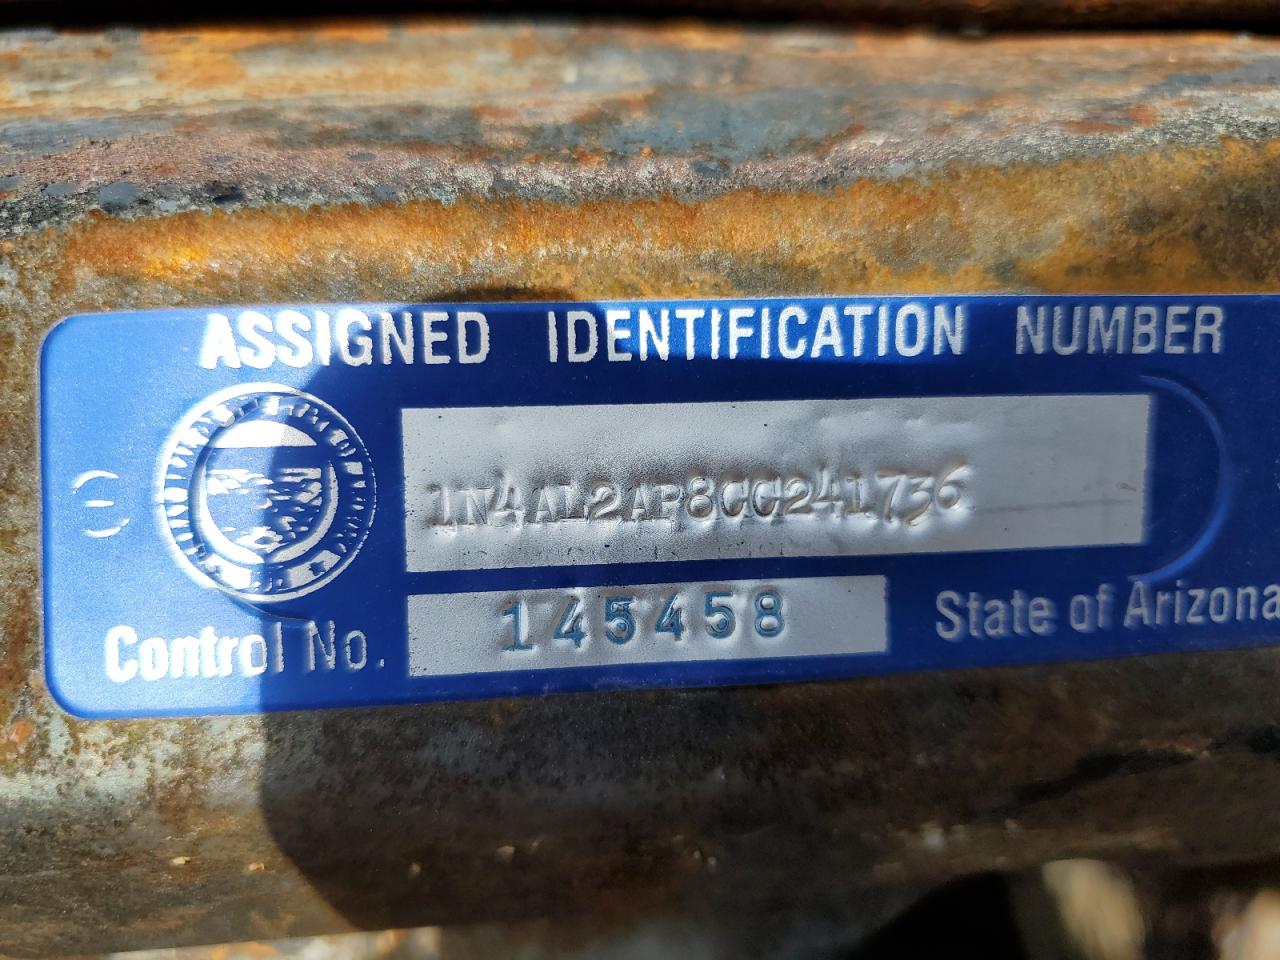 ASSIGNED IDENTIFICATION NUMBER
1N4AL2AP8CC241736
Control No. 145458
State of Arizona